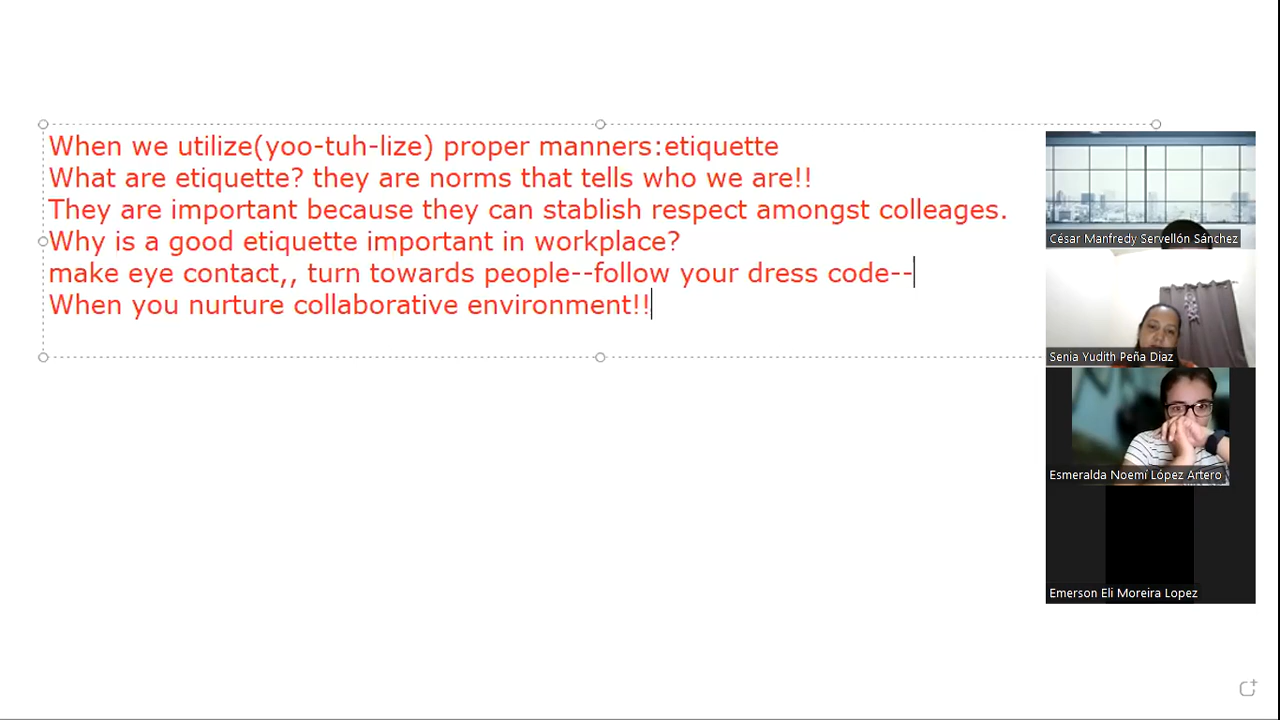 When we utilize(yoo-tuh-lize) proper manners:etiquette
What are etiquette? they are norms that tells who we are!!
They are important because they can stablish respect amongst colleages.
Why is a good etiquette important in workplace?
make eye contact,, turn towards people--follow your dress code--
When you nurture collaborative environment!!
César Manfredy Servellón Sánchez
Senia Yudith Peña Diaz
Esmeralda Noemí López Artero
Emerson Eli Moreira Lopez